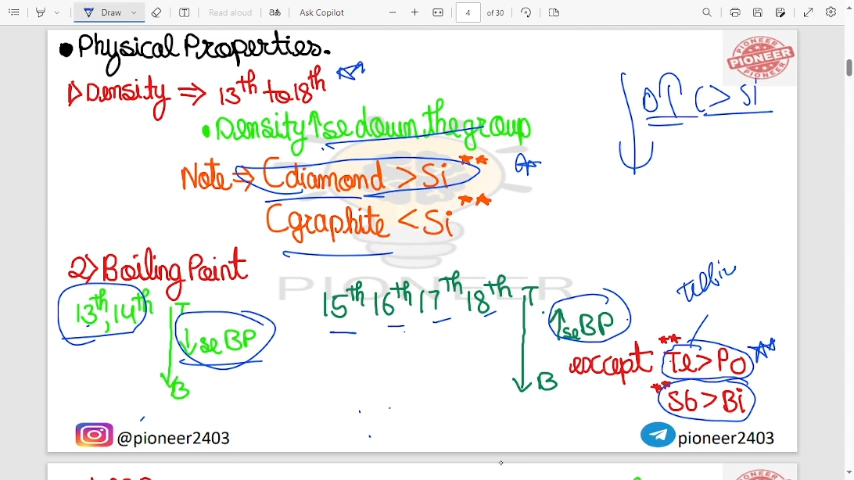 Draw
Read aloud
Ask Copilot
4 of 30
• Physical Properties.
PIONEER
▷ Density ⇒ 13th to 18th
d↑ C > Si
• Density ↑se down the group
Note ⇒ Cdiamond > Si **
Cgraphite < Si **
2> Boiling Point
PIONEER
13th, 14th T ↓se BP B
15th 16th 17th 18th T ↑se BP B
except ** Te > Po
** Sb > Bi
@pioneer2403
pioneer2403